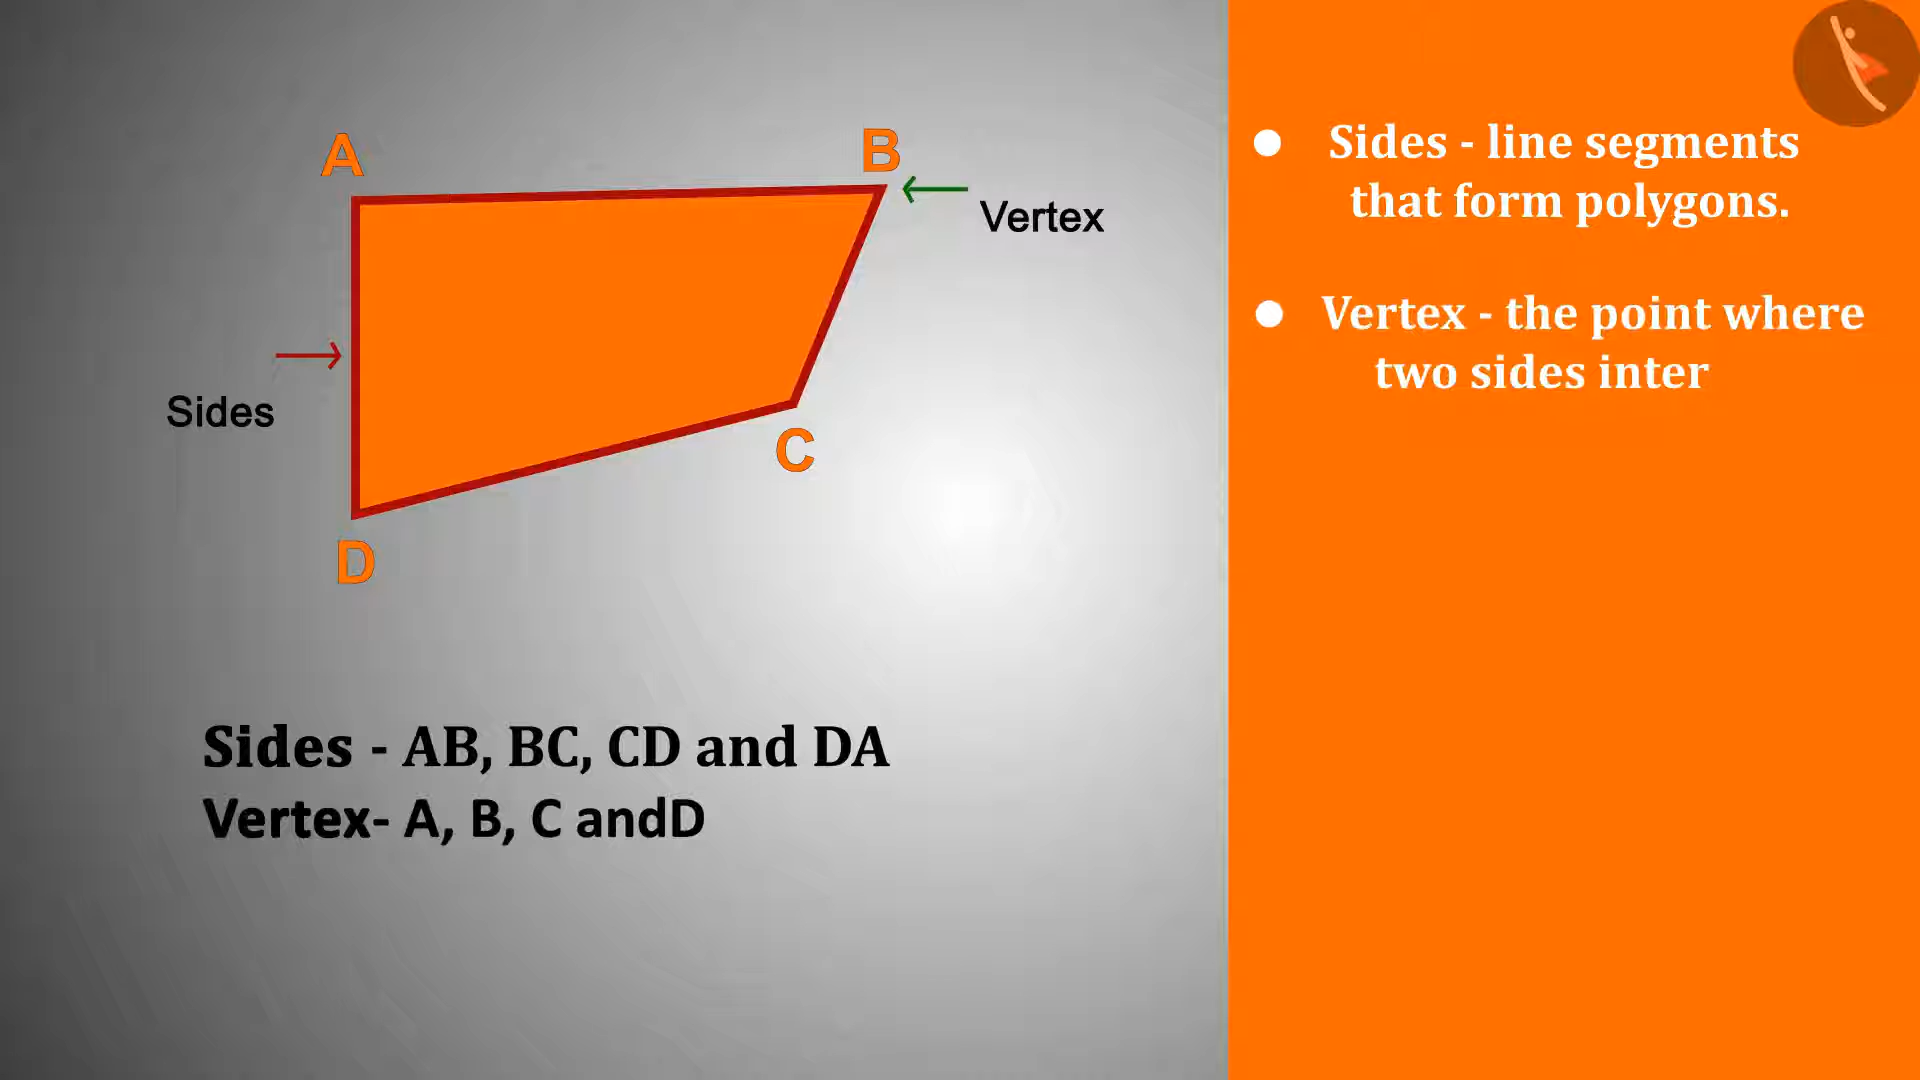 A
B
Vertex
Sides
C
D
Sides - AB, BC, CD and DA
Vertex- A, B, C andD
● Sides - line segments
that form polygons.
● Vertex - the point where
two sides inter